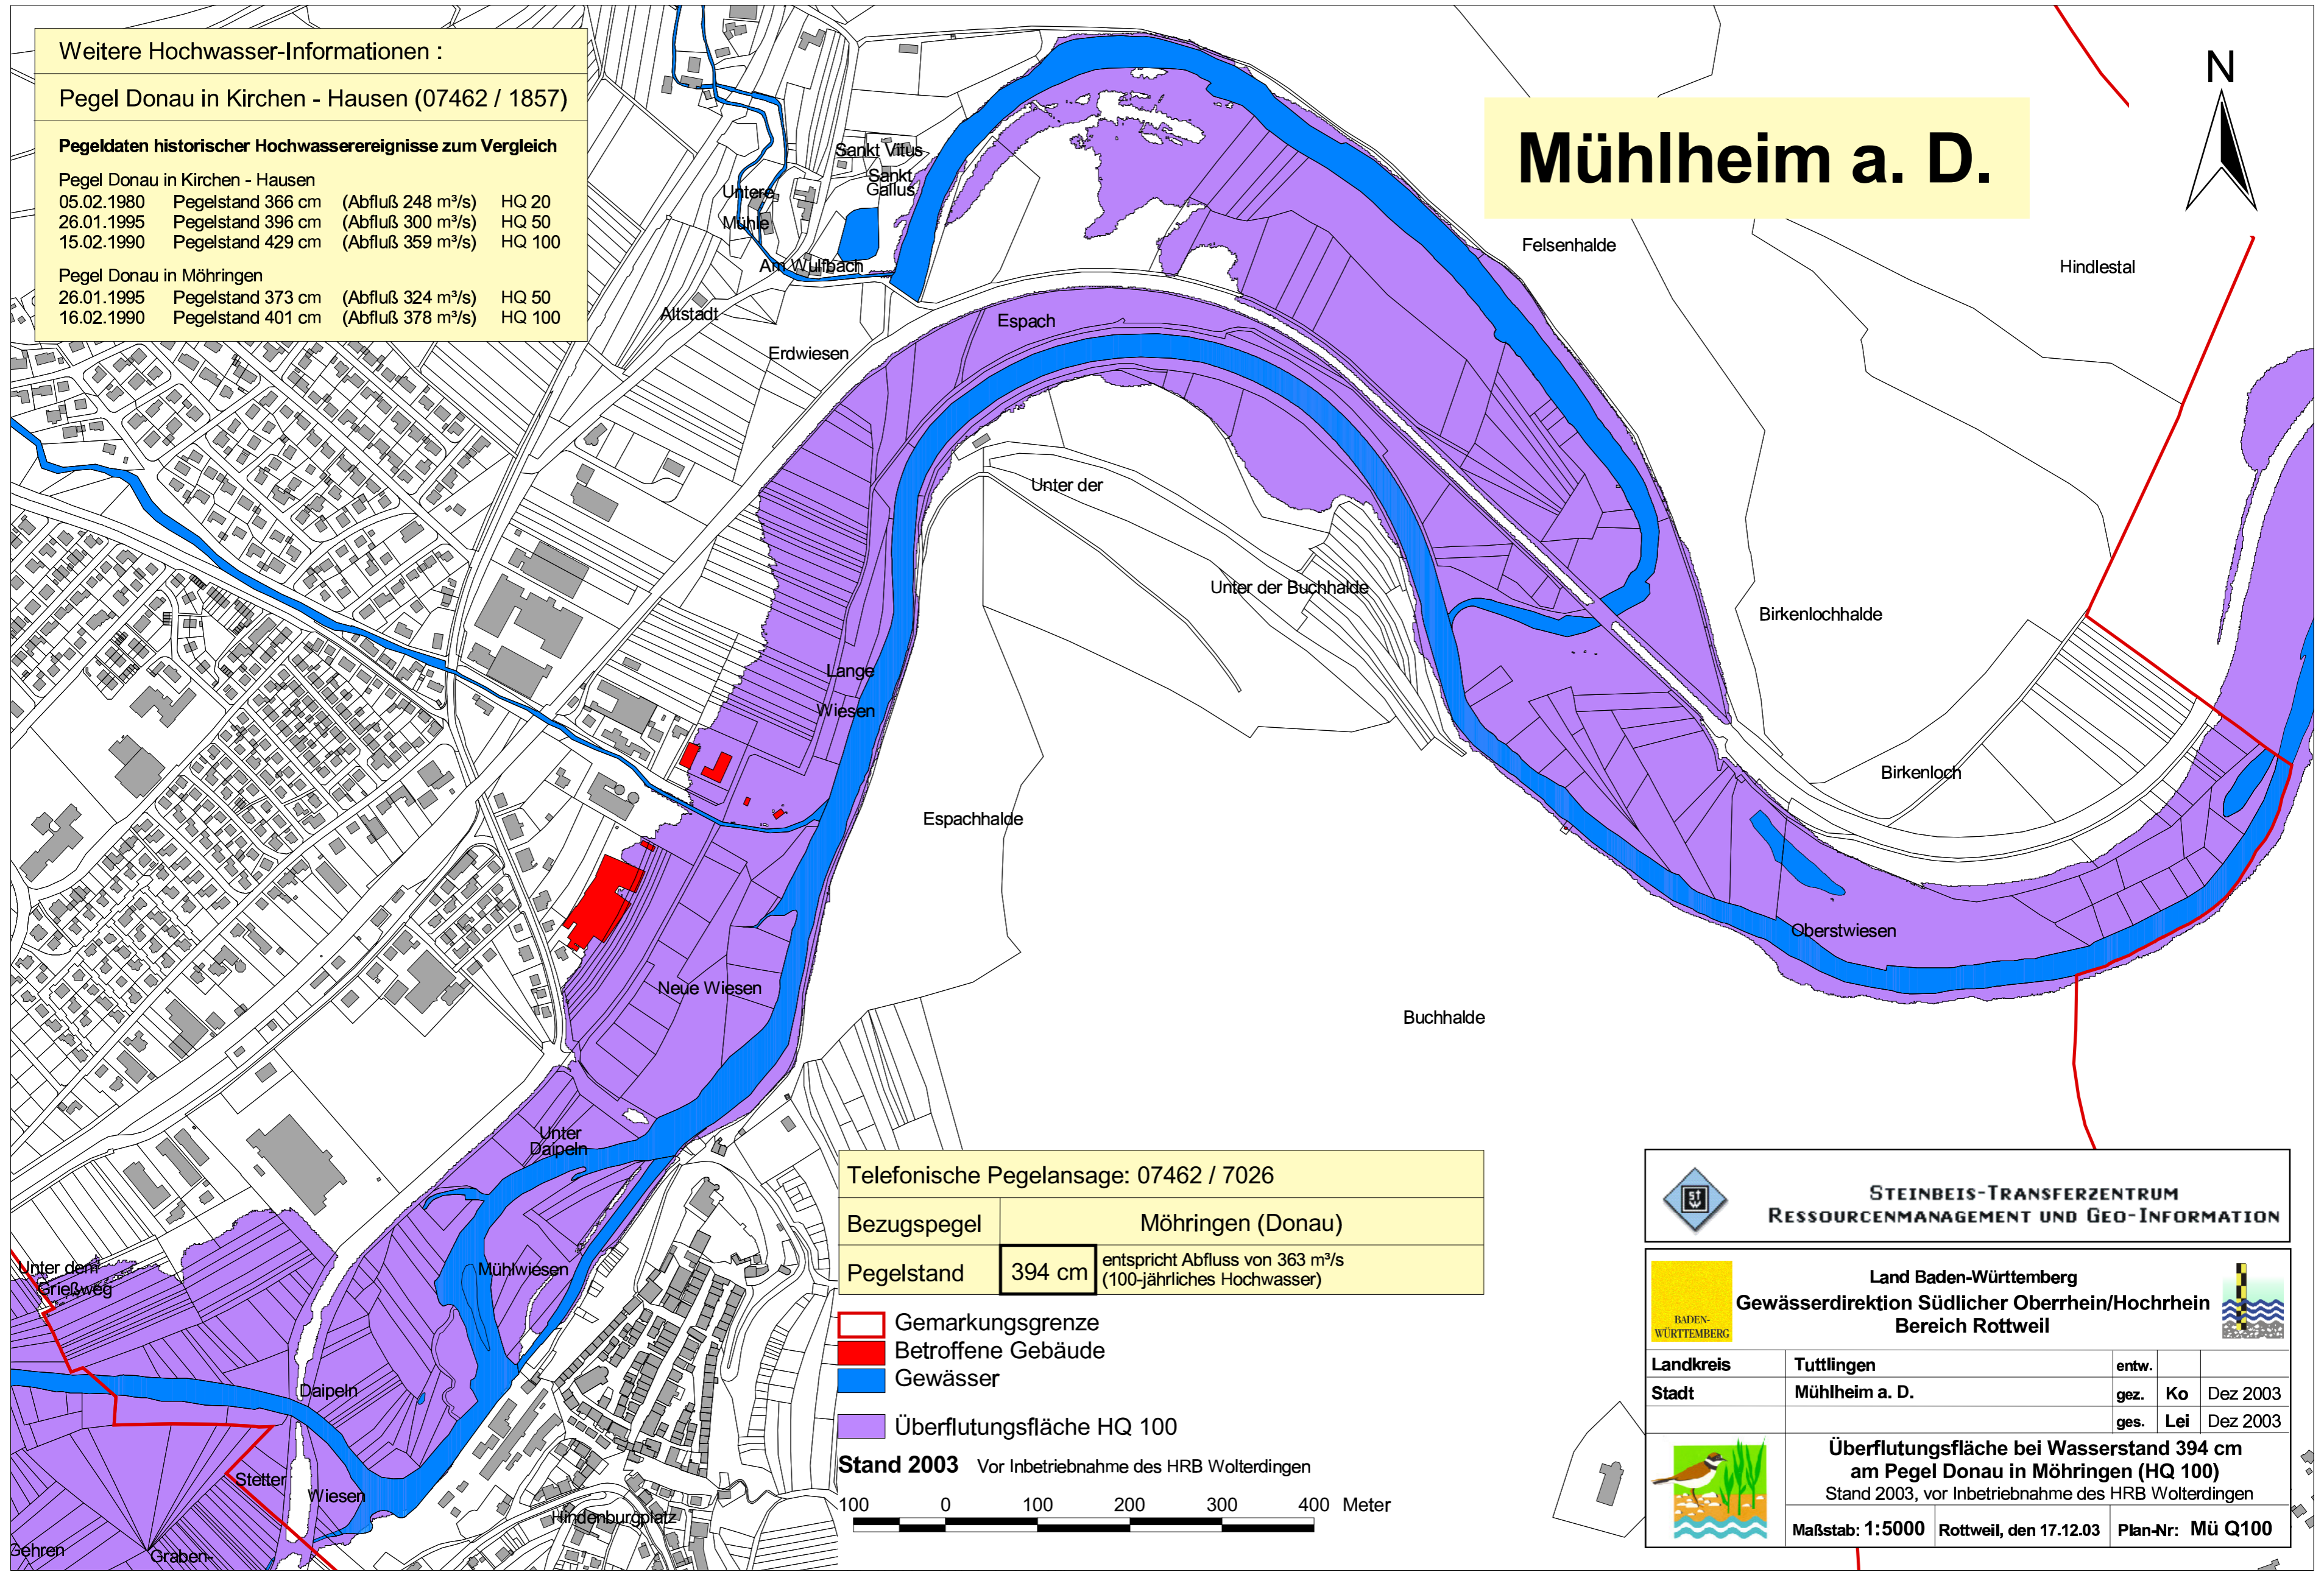 Weitere Hochwasser-Informationen :
Pegel Donau in Kirchen - Hausen (07462 / 1857)
Pegeldaten historischer Hochwasserereignisse zum Vergleich
Pegel Donau in Kirchen - Hausen
05.02.1980 Pegelstand 366 cm (Abfluß 248 m³/s) HQ 20
26.01.1995 Pegelstand 396 cm (Abfluß 300 m³/s) HQ 50
15.02.1990 Pegelstand 429 cm (Abfluß 359 m³/s) HQ 100
Pegel Donau in Möhringen
26.01.1995 Pegelstand 373 cm (Abfluß 324 m³/s) HQ 50
16.02.1990 Pegelstand 401 cm (Abfluß 378 m³/s) HQ 100
Mühlheim a. D.
N
Sankt Vitus
Sankt
Gallus
Untere
Mühle
Am Wulfbach
Altstadt
Erdwiesen
Espach
Felsenhalde
Hindlestal
Unter der
Unter der Buchhalde
Birkenlochhalde
Lange
Wiesen
Birkenloch
Espachhalde
Oberstwiesen
Neue Wiesen
Buchhalde
Unter
Daipeln
Mühlwiesen
Unter dem
Grießweg
Daipeln
Stetter
Wiesen
Hindenburgplatz
Gehren
Graben-
Telefonische Pegelansage: 07462 / 7026
Bezugspegel Möhringen (Donau)
Pegelstand 394 cm entspricht Abfluss von 363 m³/s
(100-jährliches Hochwasser)
Gemarkungsgrenze
Betroffene Gebäude
Gewässer
Überflutungsfläche HQ 100
Stand 2003 Vor Inbetriebnahme des HRB Wolterdingen
100 0 100 200 300 400 Meter
ST
W
STEINBEIS-TRANSFERZENTRUM
RESSOURCENMANAGEMENT UND GEO-INFORMATION
BADEN-
WÜRTTEMBERG
Land Baden-Württemberg
Gewässerdirektion Südlicher Oberrhein/Hochrhein
Bereich Rottweil
Landkreis Tuttlingen entw.
Stadt Mühlheim a. D. gez. Ko Dez 2003
ges. Lei Dez 2003
Überflutungsfläche bei Wasserstand 394 cm
am Pegel Donau in Möhringen (HQ 100)
Stand 2003, vor Inbetriebnahme des HRB Wolterdingen
Maßstab: 1:5000 Rottweil, den 17.12.03 Plan-Nr: Mü Q100